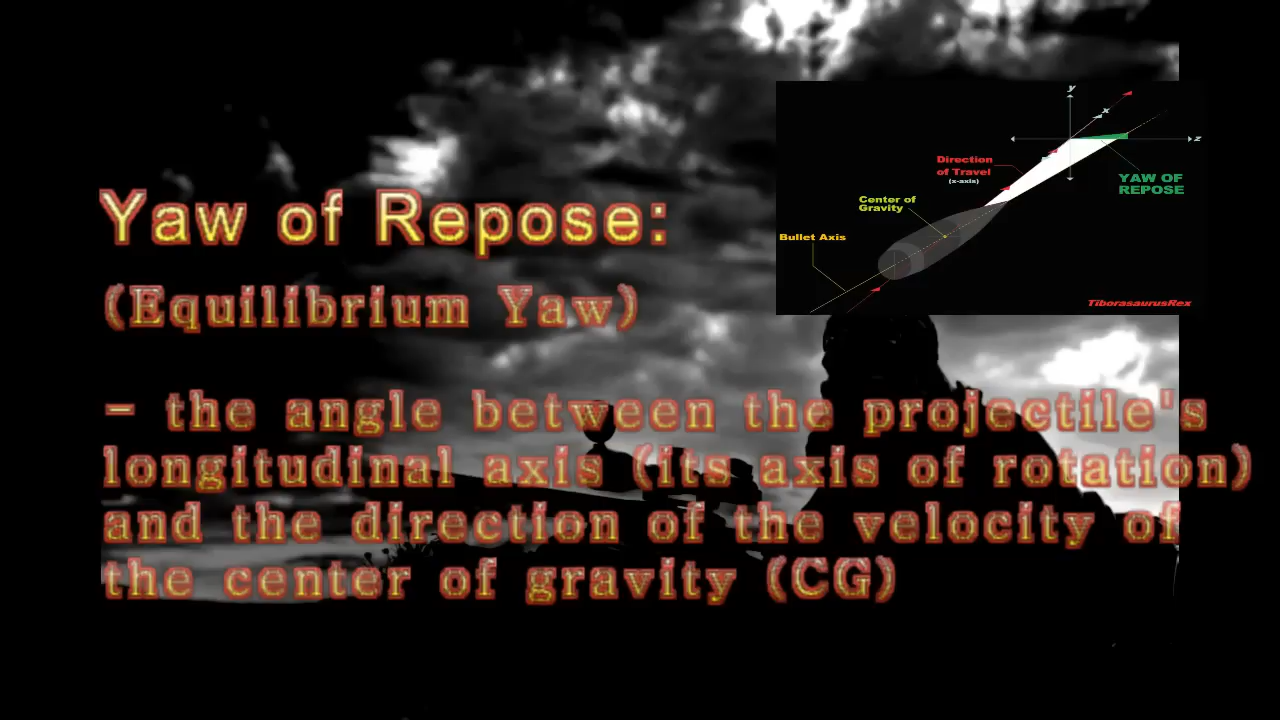 Yaw of Repose:
(Equilibrium Yaw)
- the angle between the projectile's
longitudinal axis (its axis of rotation)
and the direction of the velocity of
the center of gravity (CG)
y
x
z
Direction
of Travel
(x-axis)
YAW OF
REPOSE
Center of
Gravity
Bullet Axis
TiborasaurusRex